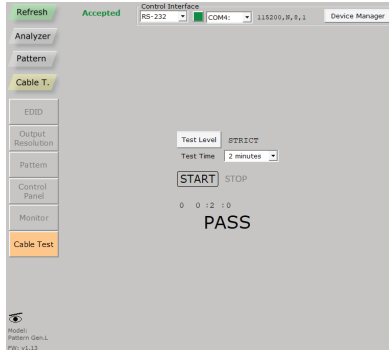 Refresh
Accepted
Control Interface
RS-232
COM4:
115200,N,8,1
Device Manager
Analyzer
Pattern
Cable T.
EDID
Output
Resolution
Pattern
Control
Panel
Monitor
Cable Test
Test Level STRICT
Test Time 2 minutes
START STOP
0 0 :2 :0
PASS
Model:
Pattern Gen.L
FW: v1.13